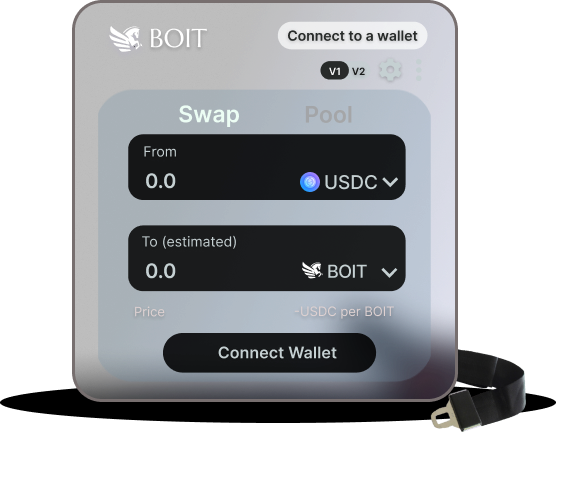 BOIT
Connect to a wallet
V1 V2
Swap Pool
From
0.0 USDC
To (estimated)
0.0 BOIT
Price -USDC per BOIT
Connect Wallet